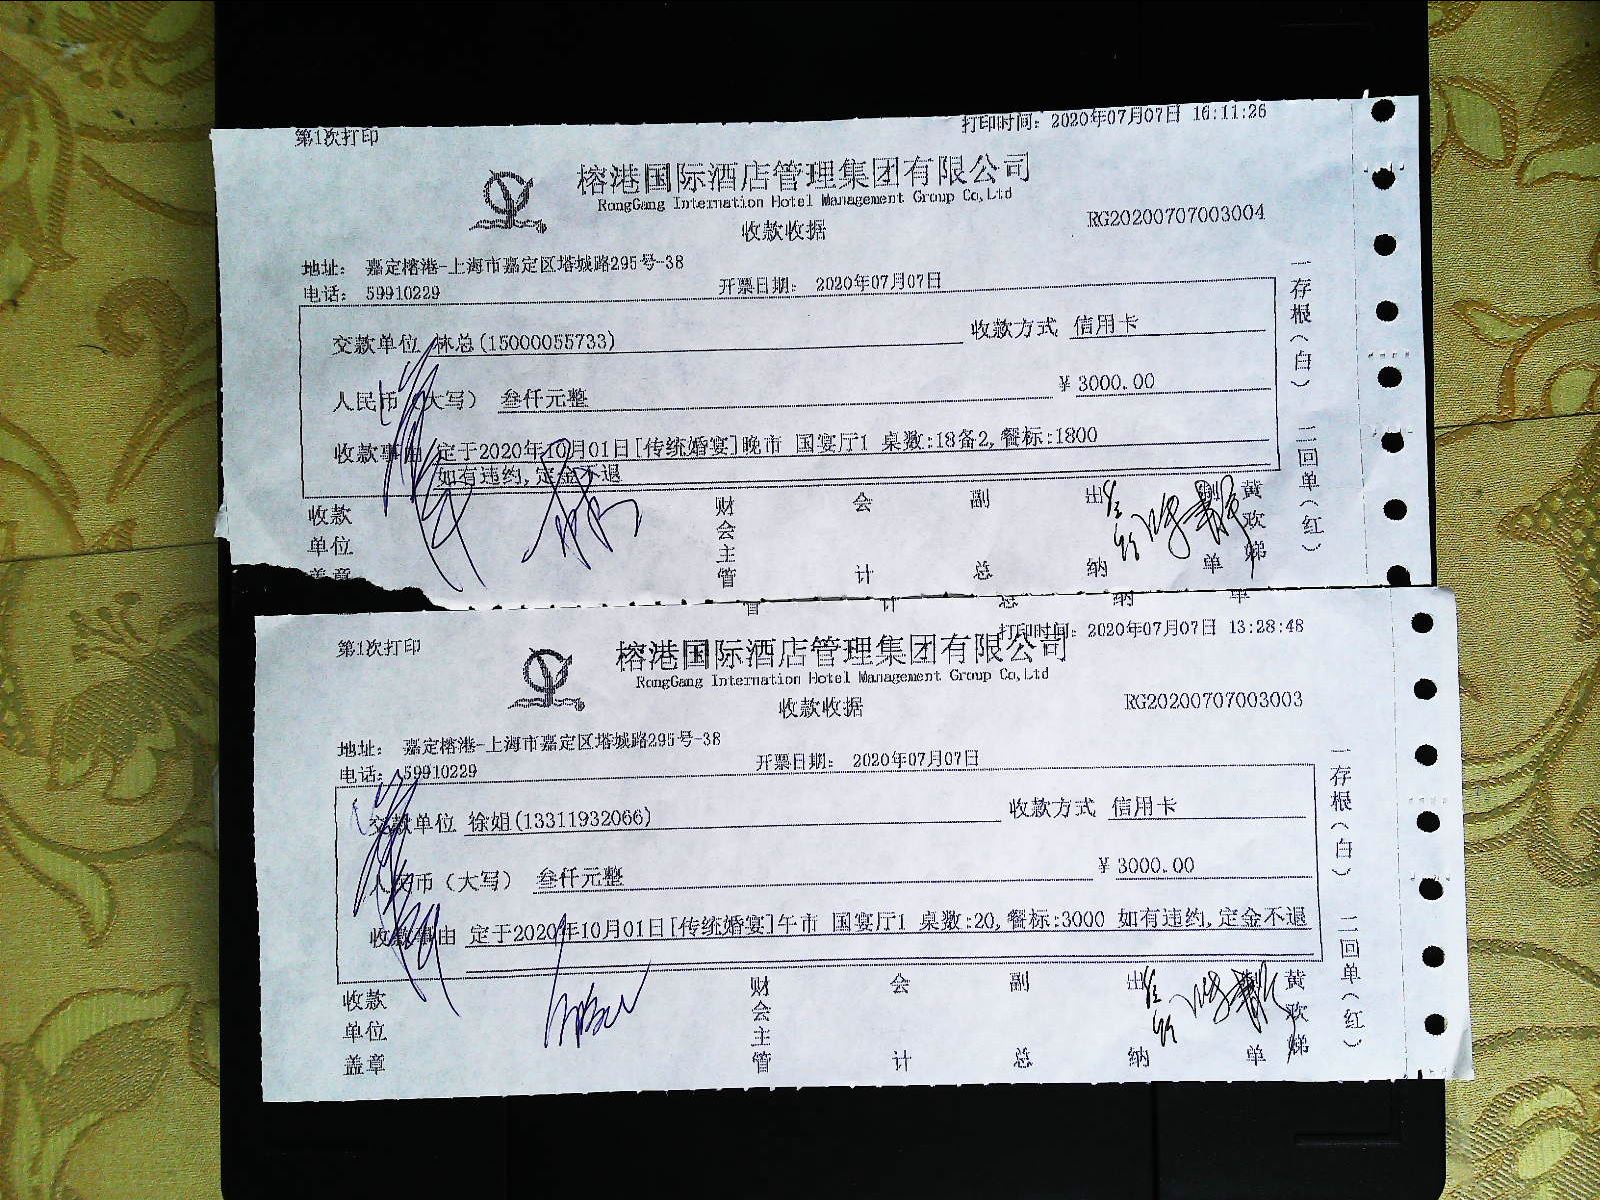 第1次打印
打印时间：2020年07月07日 16:11:26
榕港国际酒店管理集团有限公司
RongGang Internation Hotel Management Group Co,Ltd
收款收据
RG20200707003004
地址： 嘉定榕港-上海市嘉定区塔城路295号-38
电话： 59910229
开票日期： 2020年07月07日
交款单位 林总(15000055733)
收款方式 信用卡
人民币（大写） 叁仟元整
¥ 3000.00
收款事由 定于2020年10月01日[传统婚宴]晚市 国宴厅1 桌数:18备2,餐标:1800
如有违约,定金不退
收款单位盖章
财会主管
会计
副总
出纳
制单
黄欢娣
一存根（白）
二回单（红）
管 计 总 纳 单
第1次打印
打印时间：2020年07月07日 13:28:48
榕港国际酒店管理集团有限公司
RongGang Internation Hotel Management Group Co,Ltd
收款收据
RG20200707003003
地址： 嘉定榕港-上海市嘉定区塔城路295号-38
电话： 59910229
开票日期： 2020年07月07日
交款单位 徐娟(13311932066)
收款方式 信用卡
人民币（大写） 叁仟元整
¥ 3000.00
收款事由 定于2020年10月01日[传统婚宴]午市 国宴厅1 桌数:20,餐标:3000 如有违约,定金不退
收款单位盖章
财会主管
会计
副总
出纳
制单
黄欢娣
一存根（白）
二回单（红）